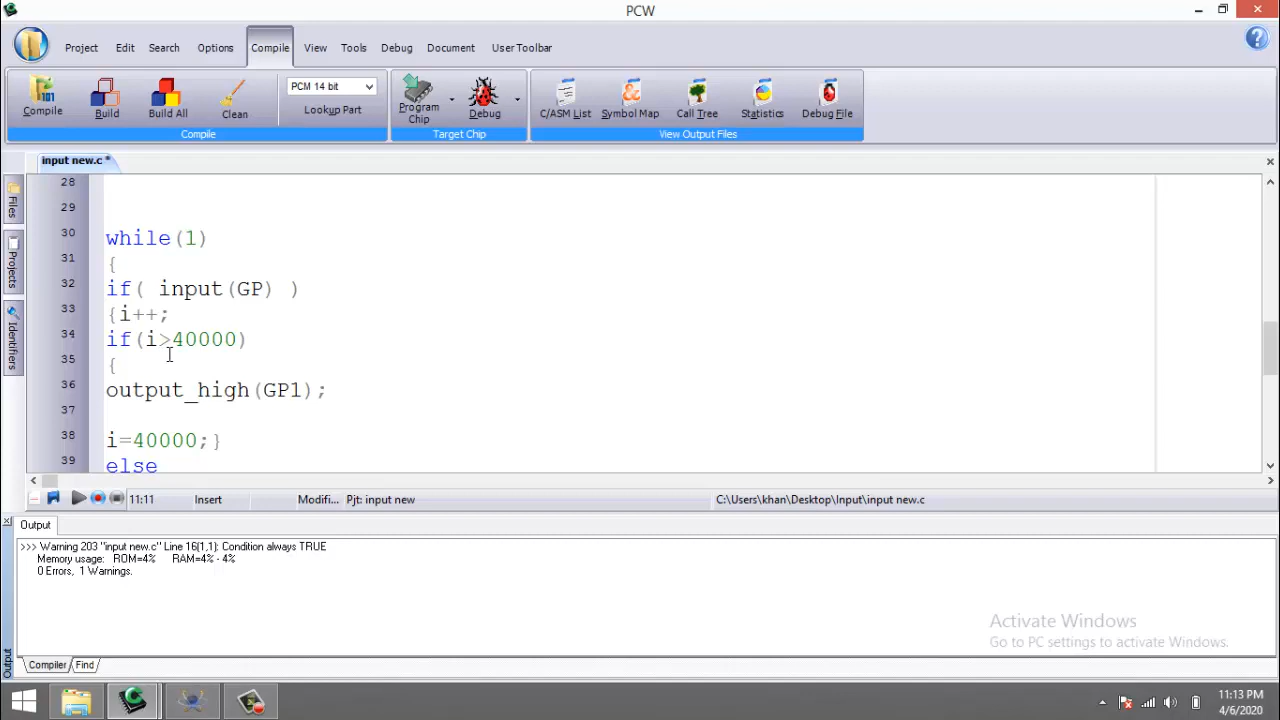 PCW
Project Edit Search Options Compile View Tools Debug Document User Toolbar
Compile Build Build All Clean PCM 14 bit Lookup Part Program Chip Debug C/ASM List Symbol Map Call Tree Statistics Debug File
Compile Target Chip View Output Files
input new.c *
Files
Projects
Identifiers
28
29
30 while(1)
31 {
32 if( input(GP) )
33 {i++;
34 if(i>40000)
35 {
36 output_high(GP1);
37
38 i=40000;}
39 else
11:11 Insert Modifi... Pjt: input new C:\Users\khan\Desktop\Input\input new.c
Output
>>> Warning 203 "input new.c" Line 16(1,1): Condition always TRUE
Memory usage: ROM=4% RAM=4% - 4%
0 Errors, 1 Warnings.
Activate Windows
Go to PC settings to activate Windows.
Output
Compiler Find
11:13 PM
4/6/2020